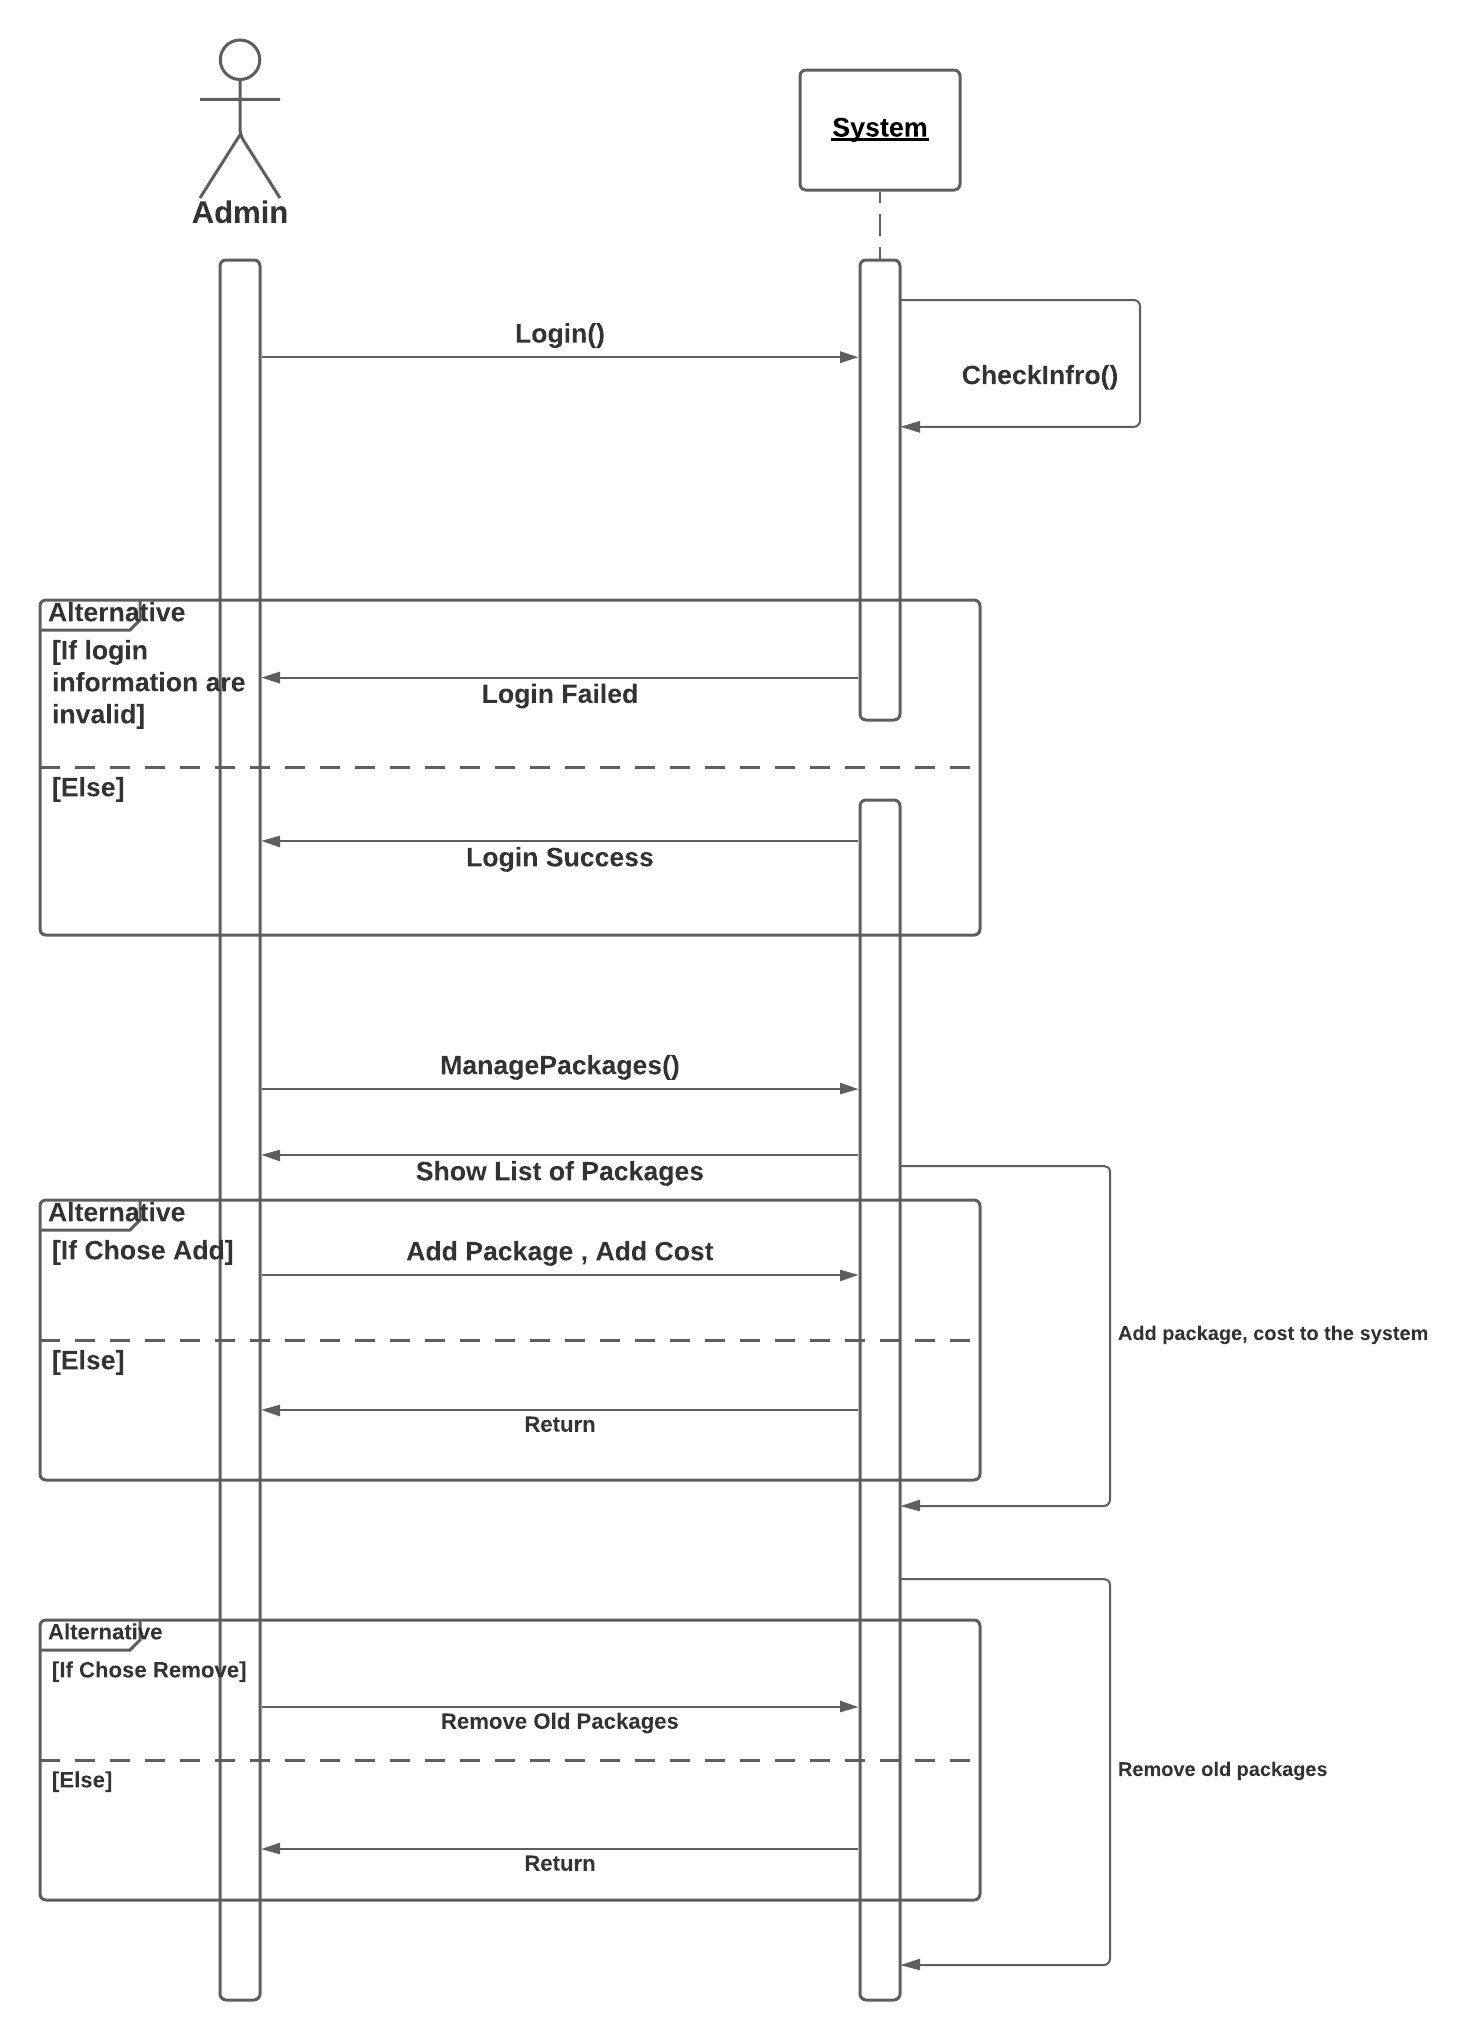 System
Admin
Login()
CheckInfro()
Alternative
[If login
information are
invalid]
Login Failed
[Else]
Login Success
ManagePackages()
Show List of Packages
Alternative
[If Chose Add]
Add Package , Add Cost
Add package, cost to the system
[Else]
Return
Alternative
[If Chose Remove]
Remove Old Packages
Remove old packages
[Else]
Return